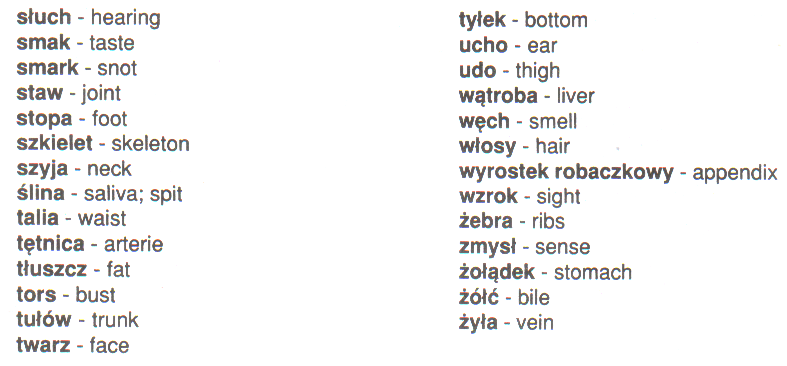 słuch - hearing
smak - taste
smark - snot
staw - joint
stopa - foot
szkielet - skeleton
szyja - neck
ślina - saliva; spit
talia - waist
tętnica - arterie
tłuszcz - fat
tors - bust
tułów - trunk
twarz - face
tyłek - bottom
ucho - ear
udo - thigh
wątroba - liver
węch - smell
włosy - hair
wyrostek robaczkowy - appendix
wzrok - sight
żebra - ribs
zmysł - sense
żołądek - stomach
żółć - bile
żyła - vein